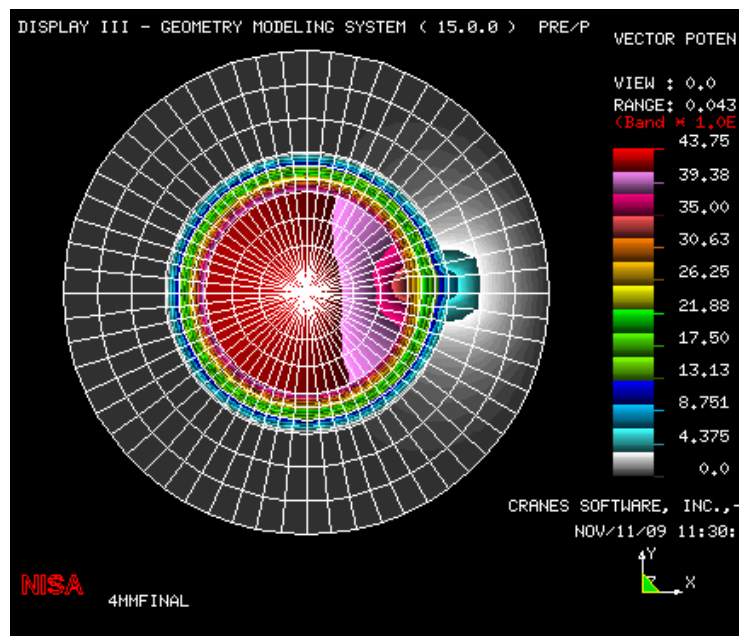 DISPLAY III - GEOMETRY MODELING SYSTEM ( 15.0.0 ) PRE/P
VECTOR POTEN
VIEW : 0.0
RANGE: 0.043
(Band * 1.0E
43.75
39.38
35.00
30.63
26.25
21.88
17.50
13.13
8.751
4.375
0.0
CRANES SOFTWARE, INC.,-
NOV/11/09 11:30:
Y
Z
X
NISA
4MMFINAL